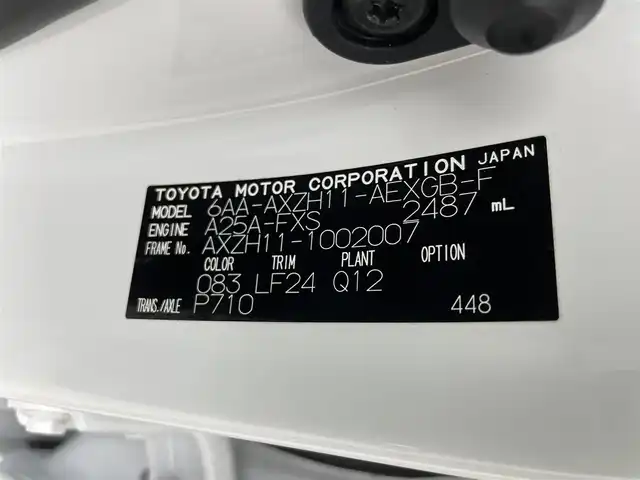 TOYOTA MOTOR CORPORATION JAPAN
MODEL 6AA-AXZH11-AEXGB-F
ENGINE A25A-FXS 2487 mL
FRAME No. AXZH11-1002007
COLOR TRIM PLANT OPTION
083 LF24 Q12
TRANS./AXLE P710 448